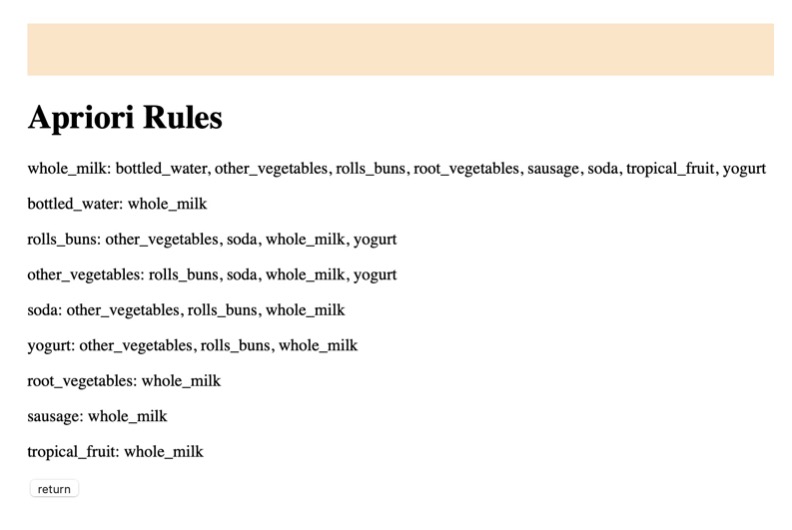 Apriori Rules
whole_milk: bottled_water, other_vegetables, rolls_buns, root_vegetables, sausage, soda, tropical_fruit, yogurt
bottled_water: whole_milk
rolls_buns: other_vegetables, soda, whole_milk, yogurt
other_vegetables: rolls_buns, soda, whole_milk, yogurt
soda: other_vegetables, rolls_buns, whole_milk
yogurt: other_vegetables, rolls_buns, whole_milk
root_vegetables: whole_milk
sausage: whole_milk
tropical_fruit: whole_milk
return